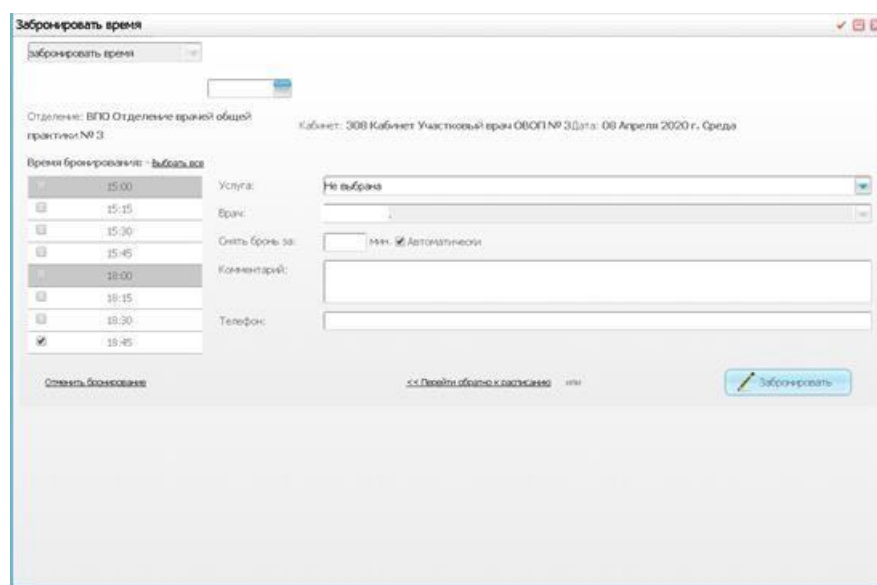 Забронировать время
забронировать время
Отделение: ВПО Отделение врачей общей
практики № 3
Кабинет: 308 Кабинет Участковый врач ОВОП № 3Дата: 08 Апреля 2020 г. Среда
Время бронирования: - Выбрать все
15:00
15:15
15:30
15:45
18:00
18:15
18:30
18:45
Услуга: Не выбрана
Врач:
Снять бронь за: мин. Автоматически
Комментарий:
Телефон:
Отменить бронирование
<< Перейти обратно к расписанию или Забронировать